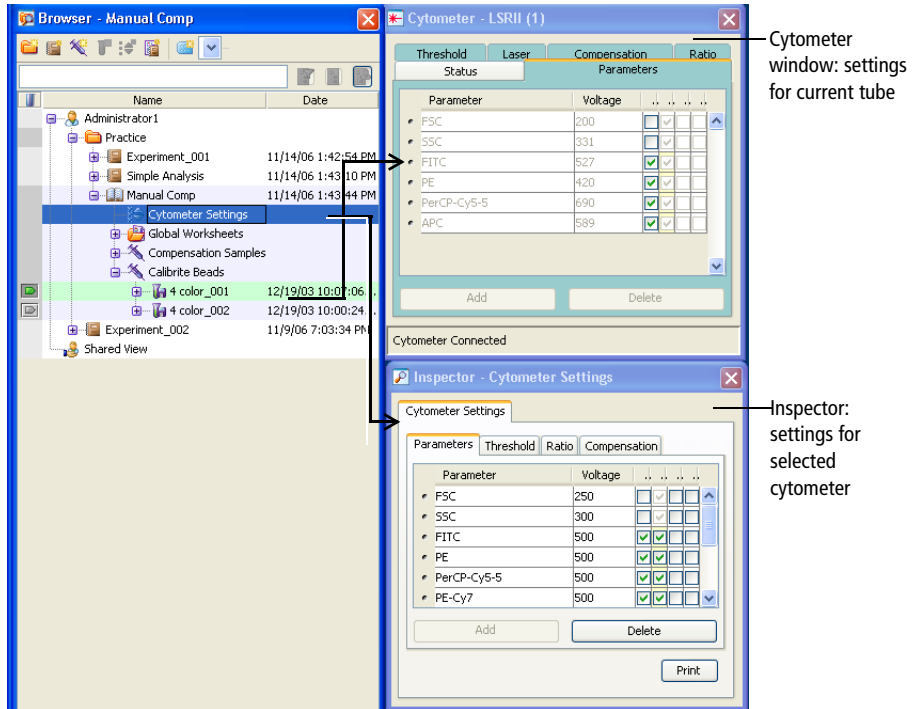 Browser - Manual Comp
Name Date
Administrator1
Practice
Experiment_001 11/14/06 1:42:54 PM
Simple Analysis 11/14/06 1:43:10 PM
Manual Comp 11/14/06 1:43:44 PM
Cytometer Settings
Global Worksheets
Compensation Samples
Calibrite Beads
4 color_001 12/19/03 10:07:06...
4 color_002 12/19/03 10:00:24...
Experiment_002 11/9/06 7:03:34 PM
Shared View
Cytometer - LSRII (1)
Threshold Laser Compensation Ratio
Status Parameters
Parameter Voltage .. .. .. ..
FSC 200
SSC 331
FITC 527
PE 420
PerCP-Cy5-5 690
APC 589
Add Delete
Cytometer Connected
Cytometer
window: settings
for current tube
Inspector - Cytometer Settings
Cytometer Settings
Parameters Threshold Ratio Compensation
Parameter Voltage .. .. .. ..
FSC 250
SSC 300
FITC 500
PE 500
PerCP-Cy5-5 500
PE-Cy7 500
Add Delete
Print
Inspector:
settings for
selected
cytometer